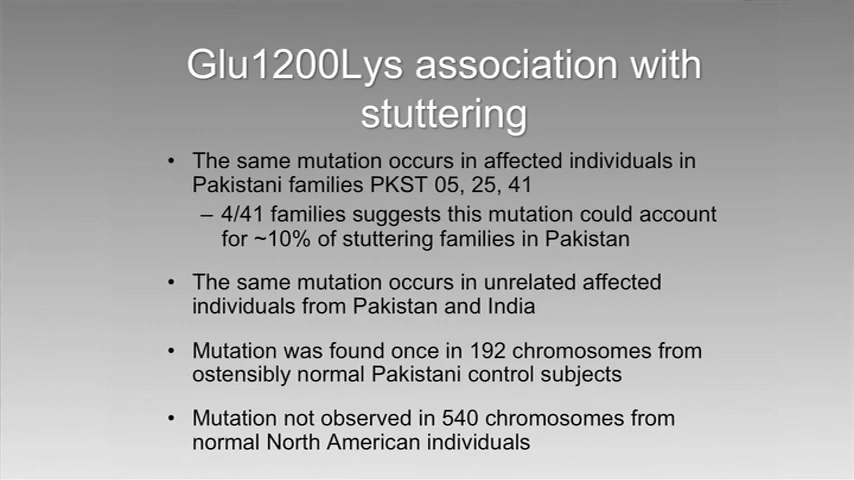 Glu1200Lys association with
stuttering
• The same mutation occurs in affected individuals in
Pakistani families PKST 05, 25, 41
– 4/41 families suggests this mutation could account
for ~10% of stuttering families in Pakistan
• The same mutation occurs in unrelated affected
individuals from Pakistan and India
• Mutation was found once in 192 chromosomes from
ostensibly normal Pakistani control subjects
• Mutation not observed in 540 chromosomes from
normal North American individuals